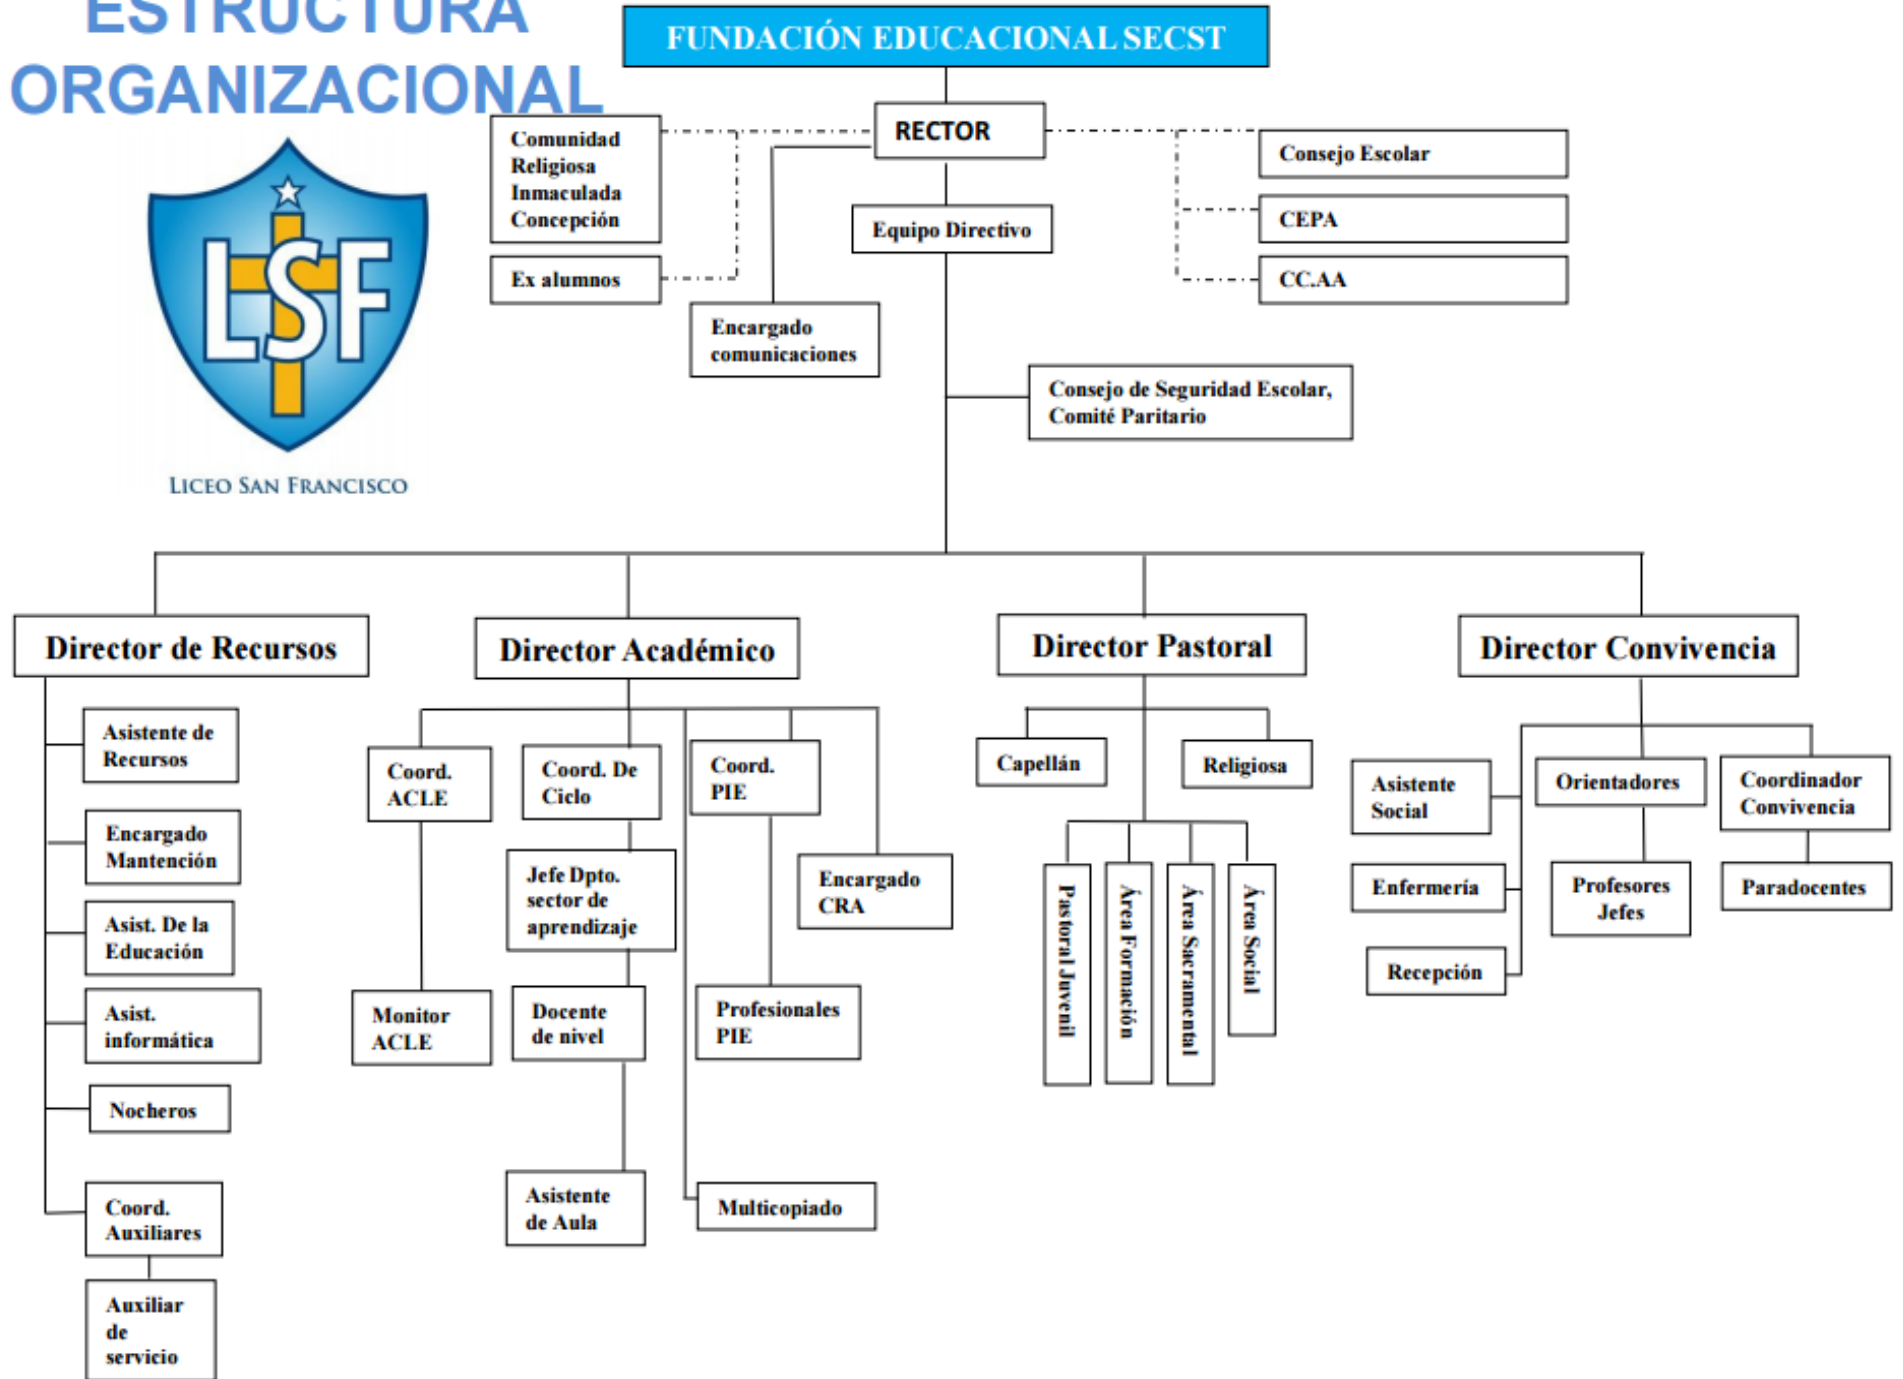 ESTRUCTURA
ORGANIZACIONAL
FUNDACIÓN EDUCACIONAL SECST
RECTOR
Comunidad
Religiosa
Inmaculada
Concepción
Ex alumnos
Equipo Directivo
Consejo Escolar
CEPA
CC.AA
Encargado
comunicaciones
Consejo de Seguridad Escolar,
Comité Paritario
LSF
LICEO SAN FRANCISCO
Director de Recursos
Asistente de
Recursos
Encargado
Mantención
Asist. De la
Educación
Asist.
informática
Nocheros
Coord.
Auxiliares
Auxiliar
de
servicio
Director Académico
Coord.
ACLE
Monitor
ACLE
Coord. De
Ciclo
Jefe Dpto.
sector de
aprendizaje
Docente
de nivel
Asistente
de Aula
Coord.
PIE
Profesionales
PIE
Encargado
CRA
Multicopiado
Director Pastoral
Capellán
Religiosa
Pastoral Juvenil
Área Formación
Área Sacramental
Área Social
Director Convivencia
Asistente
Social
Enfermería
Recepción
Orientadores
Profesores
Jefes
Coordinador
Convivencia
Paradocentes